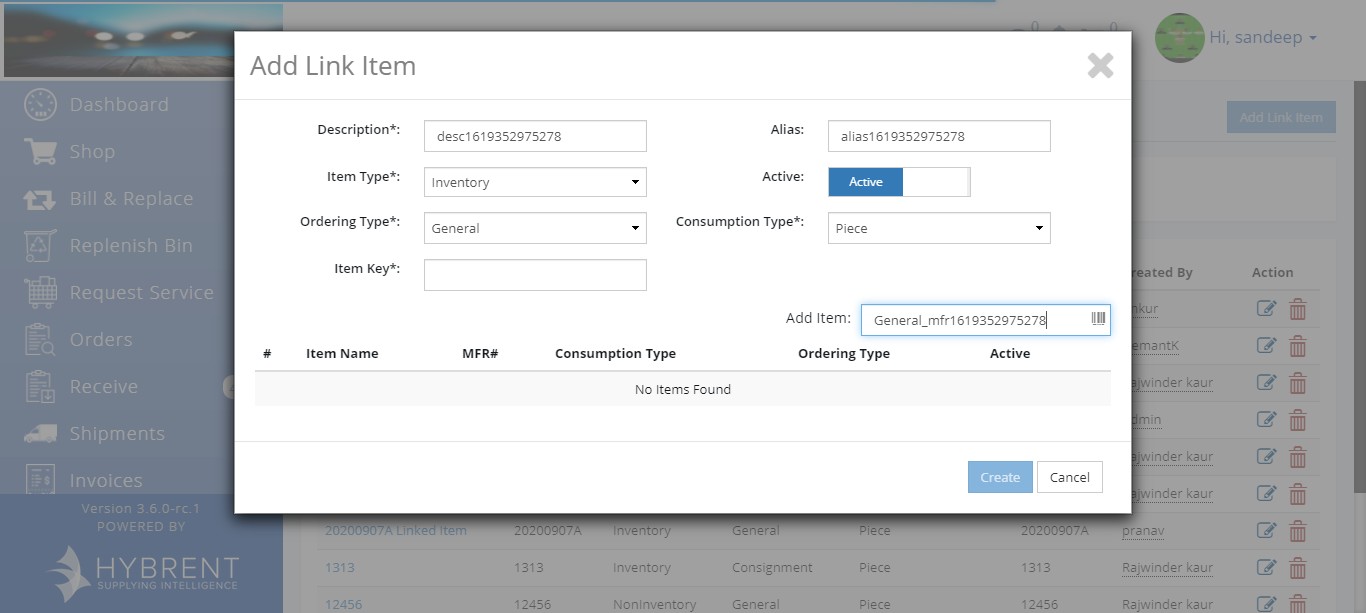 0
0
Hi, sandeep
Add Link Item
Add Link Item
Dashboard
Shop
Bill & Replace
Replenish Bin
Request Service
Orders
Receive
Shipments
Invoices
Version 3.6.0-rc.1
POWERED BY
HYBRENT
SUPPLYING INTELLIGENCE
Description*: desc1619352975278 Alias: alias1619352975278
Item Type*: Inventory Active: Active
Ordering Type*: General Consumption Type*: Piece
Item Key*:
Add Item: General_mfr1619352975278
# Item Name MFR# Consumption Type Ordering Type Active
No Items Found
Create Cancel
reated By Action
nkur
emantK
ajwinder kaur
dmin
ajwinder kaur
ajwinder kaur
20200907A Linked Item 20200907A Inventory General Piece 20200907A pranav
1313 1313 Inventory Consignment Piece 1313 Rajwinder kaur
12456 12456 NonInventory General Piece 12456 Rajwinder kaur